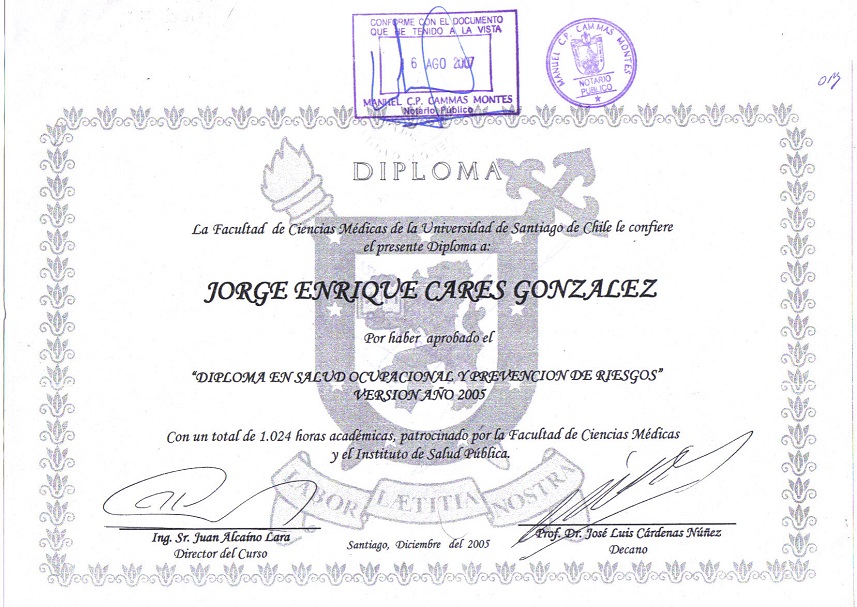 CONFORME CON EL DOCUMENTO
QUE HE TENIDO A LA VISTA
16 AGO 2007
MANUEL C.P. CAMMAS MONTES
Notario Público
MANUEL C.P. CAMMAS MONTES
NOTARIO
PUBLICO
DIPLOMA
La Facultad de Ciencias Médicas de la Universidad de Santiago de Chile le confiere
el presente Diploma a:
JORGE ENRIQUE CARES GONZALEZ
Por haber aprobado el
“DIPLOMA EN SALUD OCUPACIONAL Y PREVENCION DE RIESGOS”
VERSION AÑO 2005
Con un total de 1.024 horas académicas, patrocinado por la Facultad de Ciencias Médicas
y el Instituto de Salud Pública.
LABOR LÆTITIA NOSTRA
Ing. Sr. Juan Alcaíno Lara
Director del Curso
Santiago, Diciembre del 2005
Prof. Dr. José Luis Cárdenas Núñez
Decano